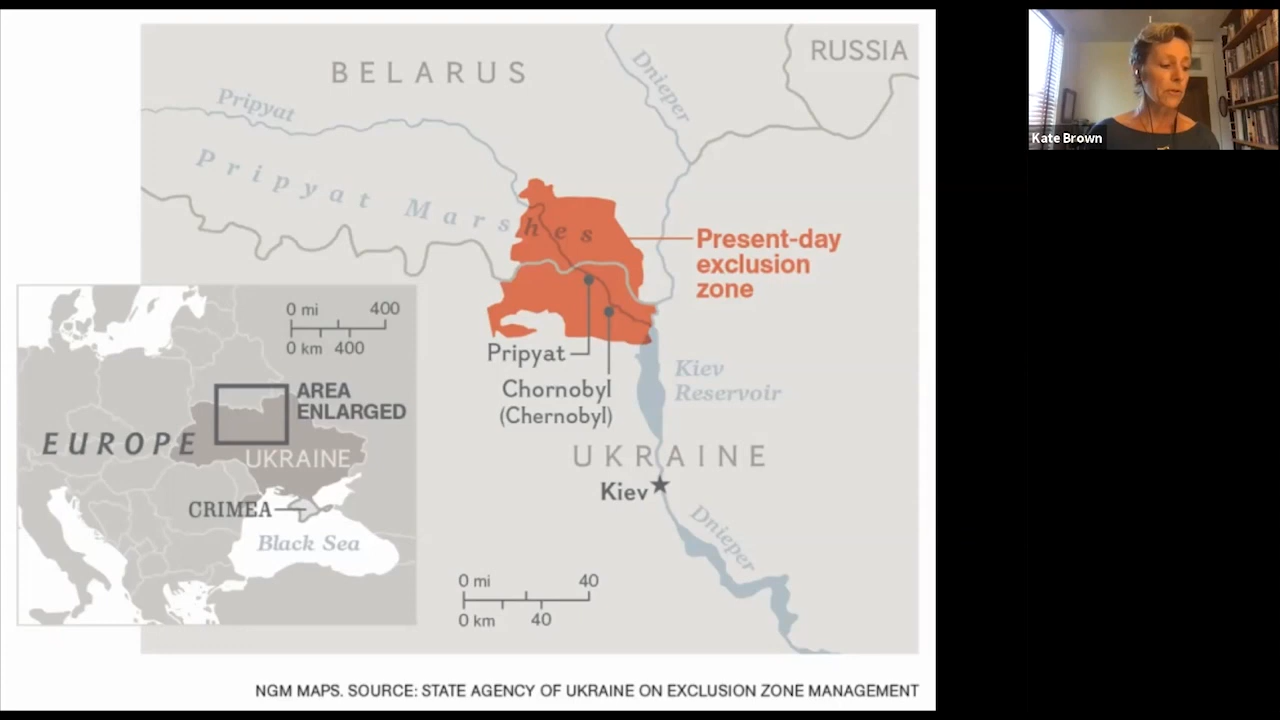 BELARUS
RUSSIA
Dnieper
Pripyat
Pripyat Marshes
Present-day
exclusion
zone
Pripyat
Chornobyl
(Chernobyl)
Kiev
Reservoir
UKRAINE
Kiev
Dnieper
0 mi 40
0 km 40
0 mi 400
0 km 400
AREA
ENLARGED
EUROPE
UKRAINE
CRIMEA
Black Sea
NGM MAPS. SOURCE: STATE AGENCY OF UKRAINE ON EXCLUSION ZONE MANAGEMENT
Kate Brown